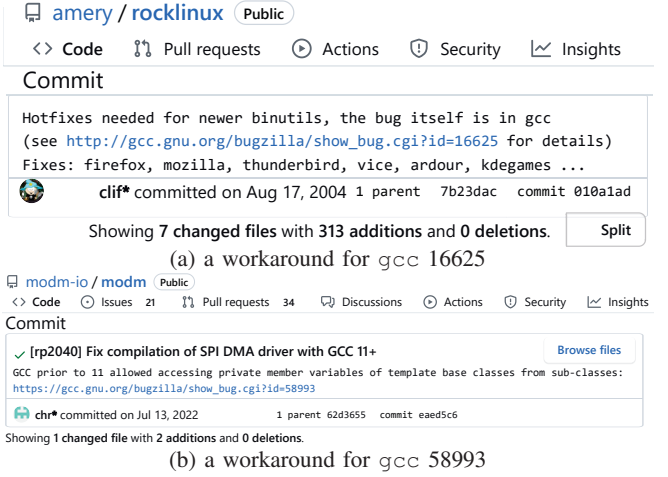 amery / rocklinux Public
Code Pull requests Actions Security Insights
Commit
Hotfixes needed for newer binutils, the bug itself is in gcc
(see http://gcc.gnu.org/bugzilla/show_bug.cgi?id=16625 for details)
Fixes: firefox, mozilla, thunderbird, vice, ardour, kdegames ...
clif* committed on Aug 17, 2004 1 parent 7b23dac commit 010a1ad
Showing 7 changed files with 313 additions and 0 deletions. Split
(a) a workaround for gcc 16625
modm-io / modm Public
Code Issues 21 Pull requests 34 Discussions Actions Security Insights
Commit
[rp2040] Fix compilation of SPI DMA driver with GCC 11+ Browse files
GCC prior to 11 allowed accessing private member variables of template base classes from sub-classes:
https://gcc.gnu.org/bugzilla/show_bug.cgi?id=58993
chr* committed on Jul 13, 2022 1 parent 62d3655 commit eaed5c6
Showing 1 changed file with 2 additions and 0 deletions.
(b) a workaround for gcc 58993